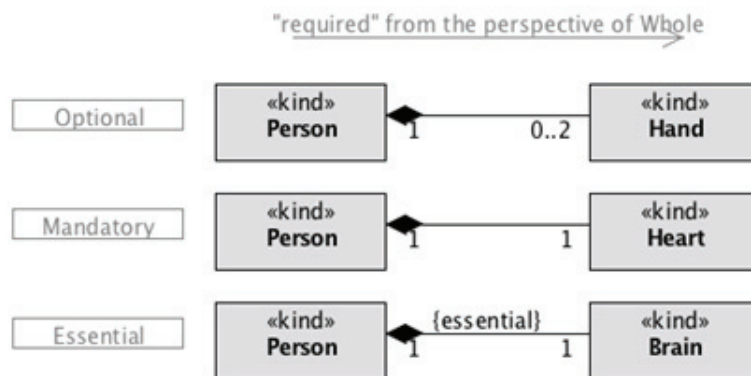 "required" from the perspective of Whole
Optional
«kind»
Person
1
0..2
«kind»
Hand
Mandatory
«kind»
Person
1
1
«kind»
Heart
Essential
«kind»
Person
{essential}
1
1
«kind»
Brain